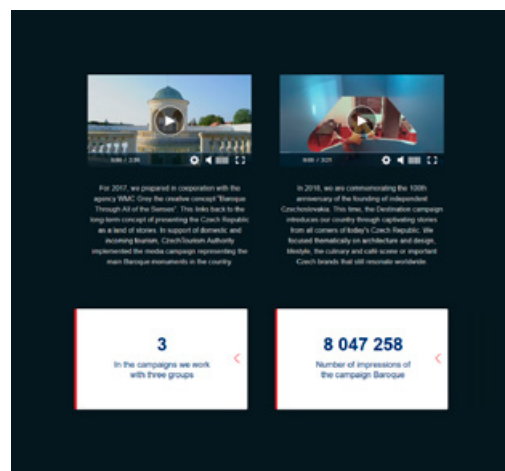 0:00 / 2:36
0:00 / 3:21
For 2017, we prepared in cooperation with the
agency WMC Grey the creative concept "Baroque
Through All of the Senses". This links back to the
long-term concept of presenting the Czech Republic
as a land of stories. In support of domestic and
incoming tourism, CzechTourism Authority
implemented the media campaign representing the
main Baroque monuments in the country.
In 2018, we are commemorating the 100th
anniversary of the founding of independent
Czechoslovakia. This time, the Destination campaign
introduces our country through captivating stories
from all corners of today's Czech Republic. We
focused thematically on architecture and design,
lifestyle, the culinary and café scene or important
Czech brands that still resonate worldwide.
3
In the campaigns we work
with three groups
8 047 258
Number of impressions of
the campaign Baroque